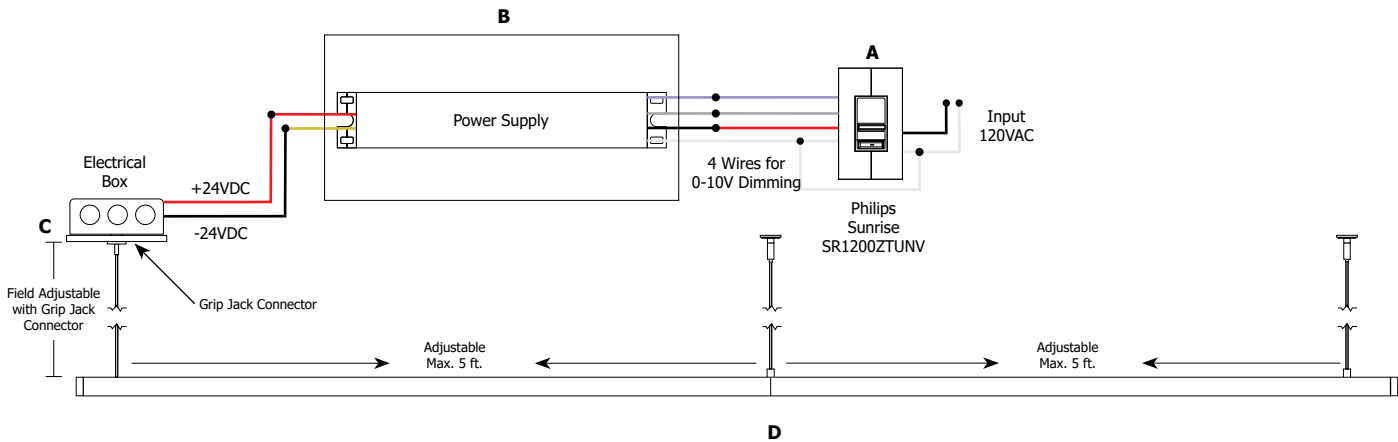 B
A
Power Supply
Input
120VAC
Electrical
Box
+24VDC
4 Wires for
0-10V Dimming
C
-24VDC
Philips
Sunrise
SR1200ZTUNV
Field Adjustable
with Grip Jack
Connector
Grip Jack Connector
Adjustable
Max. 5 ft.
Adjustable
Max. 5 ft.
D